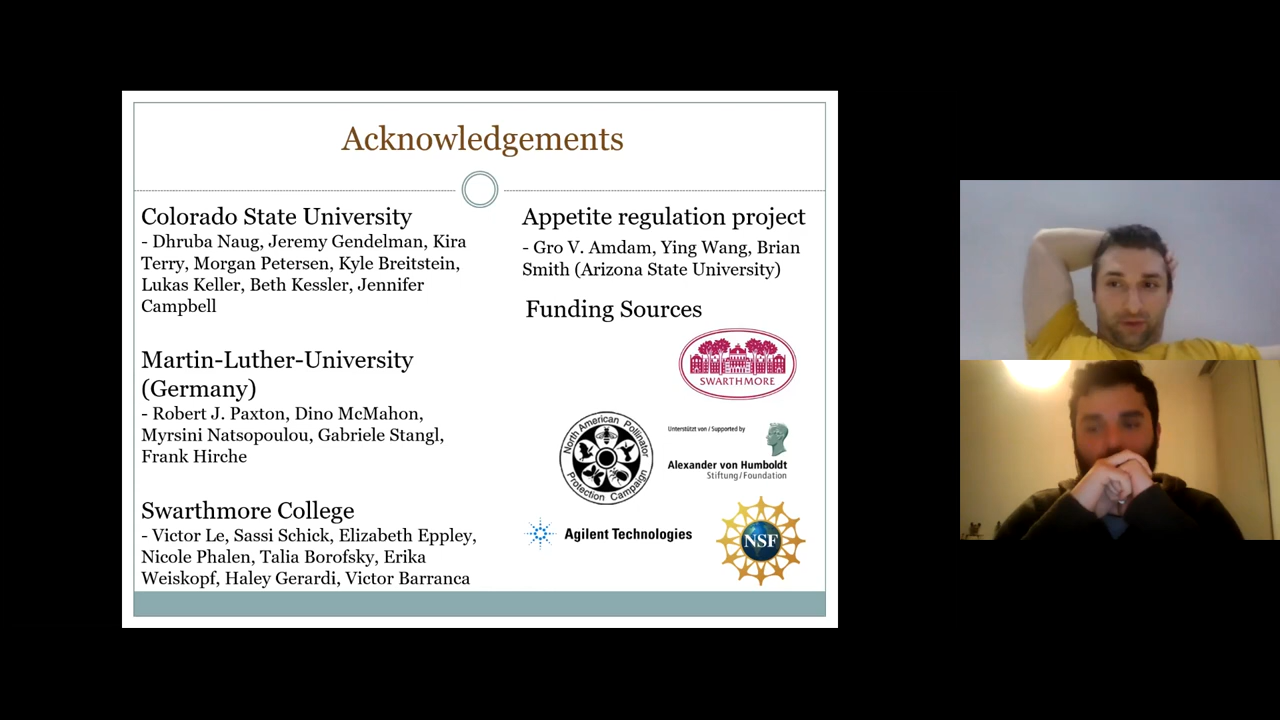 Acknowledgements
Colorado State University
- Dhruba Naug, Jeremy Gendelman, Kira
Terry, Morgan Petersen, Kyle Breitstein,
Lukas Keller, Beth Kessler, Jennifer
Campbell
Martin-Luther-University
(Germany)
- Robert J. Paxton, Dino McMahon,
Myrsini Natsopoulou, Gabriele Stangl,
Frank Hirche
Swarthmore College
- Victor Le, Sassi Schick, Elizabeth Eppley,
Nicole Phalen, Talia Borofsky, Erika
Weiskopf, Haley Gerardi, Victor Barranca
Appetite regulation project
- Gro V. Amdam, Ying Wang, Brian
Smith (Arizona State University)
Funding Sources
SWARTHMORE
North American Pollinator
Protection Campaign
Unterstützt von / Supported by
Alexander von Humboldt
Stiftung/Foundation
Agilent Technologies
NSF